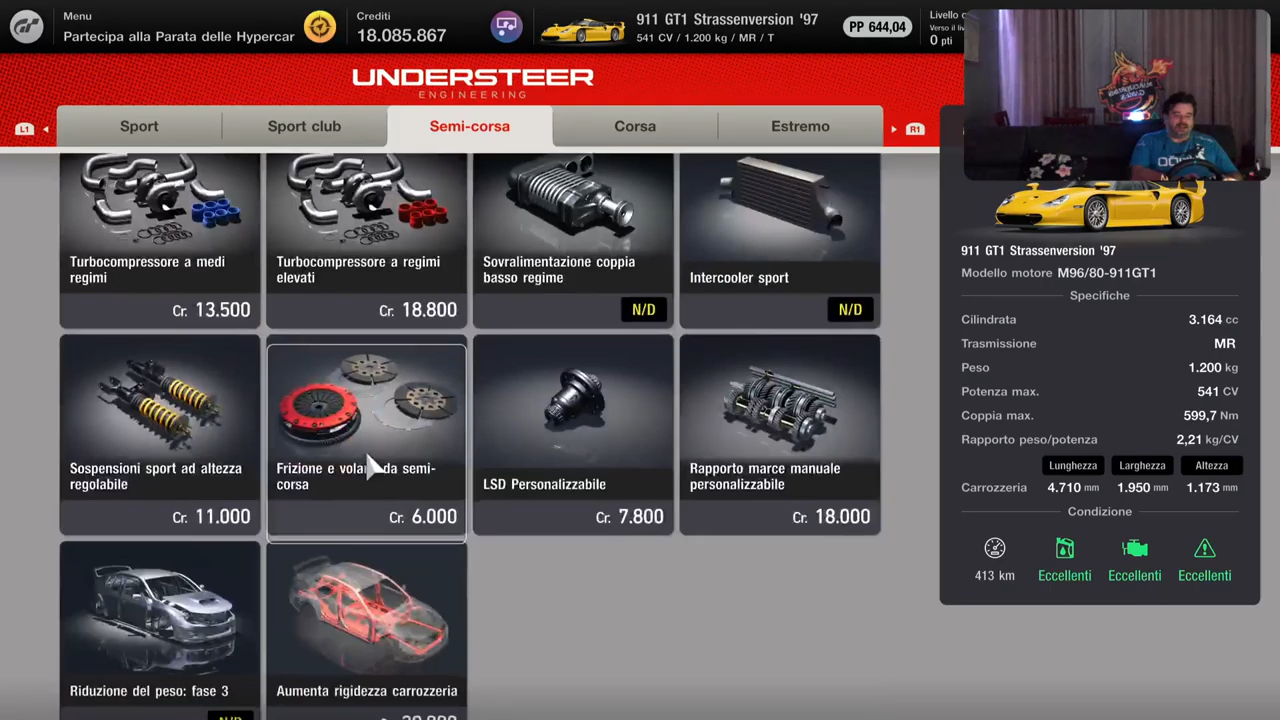 Menu
Partecipa alla Parata delle Hypercar
Crediti
18.085.867
911 GT1 Strassenversion '97
541 CV / 1.200 kg / MR / T
PP 644,04
Livello c
Verso il liv
0 pti
UNDERSTEER
ENGINEERING
L1
Sport
Sport club
Semi-corsa
Corsa
Estremo
R1
Turbocompressore a medi
regimi
Cr. 13.500
Turbocompressore a regimi
elevati
Cr. 18.800
Sovralimentazione coppia
basso regime
N/D
Intercooler sport
N/D
Sospensioni sport ad altezza
regolabile
Cr. 11.000
Frizione e volano da semi-
corsa
Cr. 6.000
LSD Personalizzabile
Cr. 7.800
Rapporto marce manuale
personalizzabile
Cr. 18.000
Riduzione del peso: fase 3
N/D
Aumenta rigidezza carrozzeria
911 GT1 Strassenversion '97
Modello motore M96/80-911GT1
Specifiche
Cilindrata 3.164 cc
Trasmissione MR
Peso 1.200 kg
Potenza max. 541 CV
Coppia max. 599,7 Nm
Rapporto peso/potenza 2,21 kg/CV
Lunghezza Larghezza Altezza
Carrozzeria 4.710 mm 1.950 mm 1.173 mm
Condizione
413 km Eccellenti Eccellenti Eccellenti